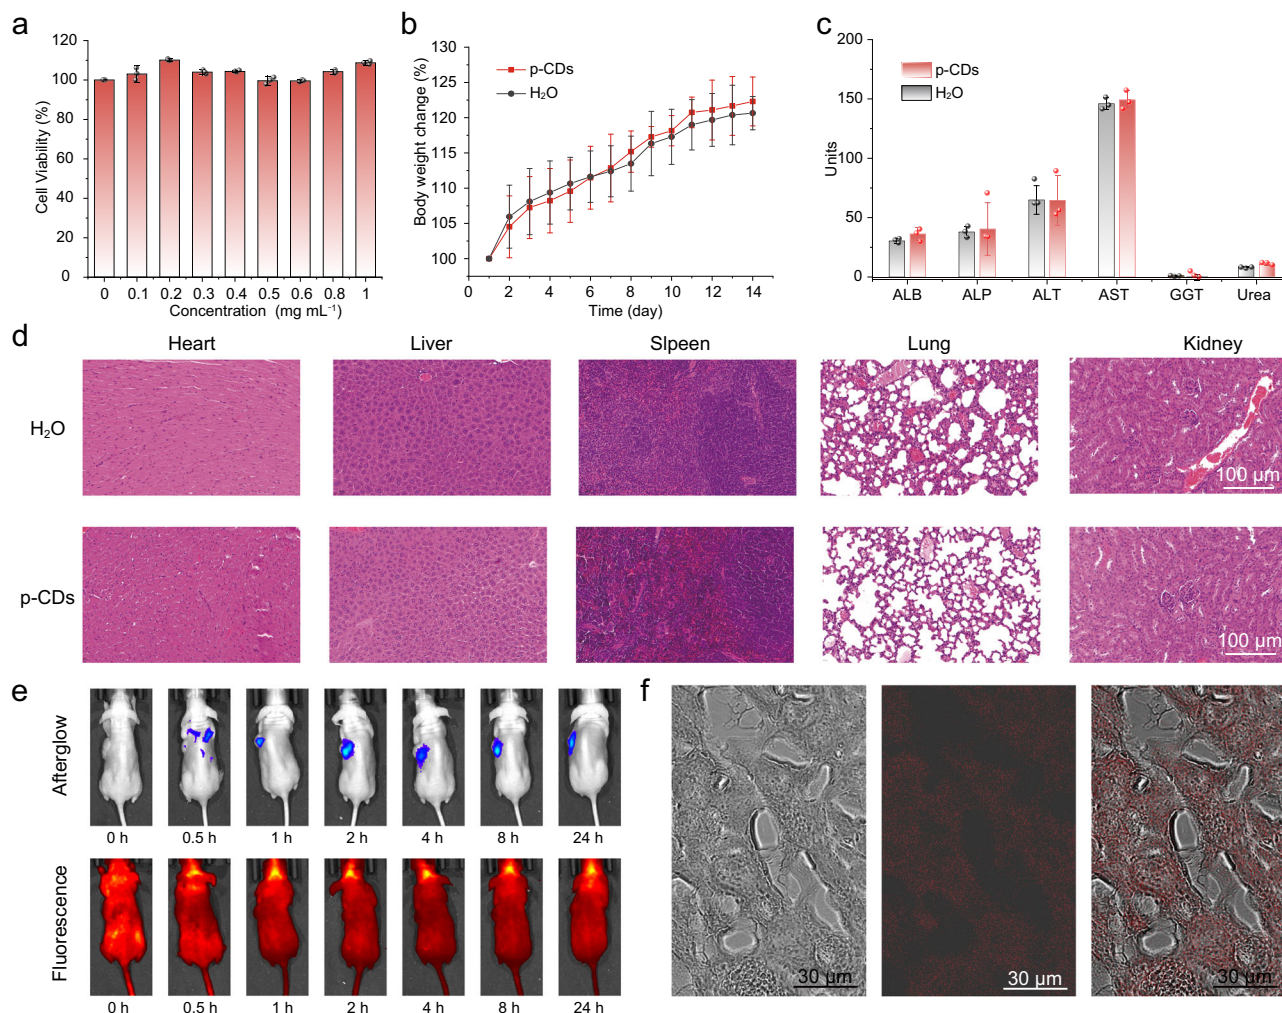 a
120
100
80
60
40
20
0
Cell Viability (%)
0 0.1 0.2 0.3 0.4 0.5 0.6 0.8 1
Concentration (mg mL⁻¹)
b
p-CDs
H₂O
120
115
110
105
100
Body weight change (%)
2 4 6 8 10 12 14
Time (day)
c
200
150
100
50
0
Units
p-CDs
H₂O
ALB ALP ALT AST GGT Urea
d
Heart Liver Slpeen Lung Kidney
H₂O
100 µm
p-CDs
100 µm
e
Afterglow
0 h 0.5 h 1 h 2 h 4 h 8 h 24 h
Fluorescence
0 h 0.5 h 1 h 2 h 4 h 8 h 24 h
f
30 µm 30 µm 30 µm